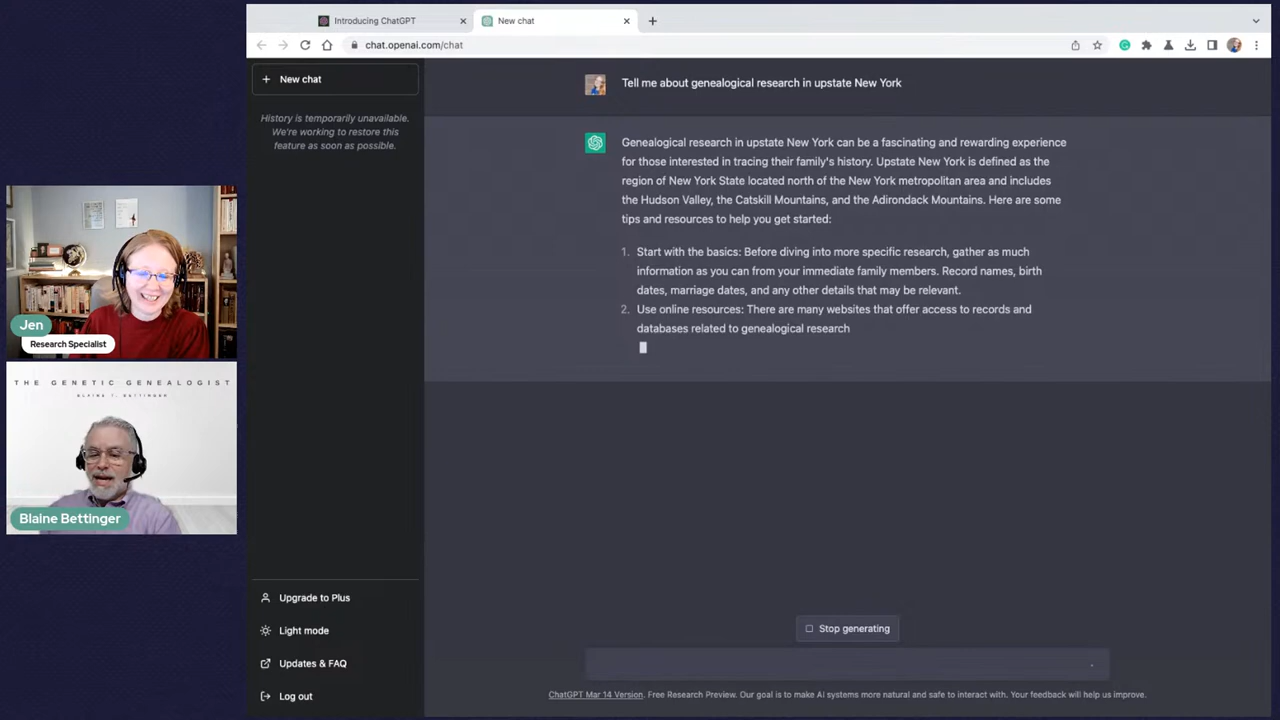 Introducing ChatGPT
New chat
chat.openai.com/chat
New chat
History is temporarily unavailable.
We're working to restore this
feature as soon as possible.
Tell me about genealogical research in upstate New York
Genealogical research in upstate New York can be a fascinating and rewarding experience
for those interested in tracing their family's history. Upstate New York is defined as the
region of New York State located north of the New York metropolitan area and includes
the Hudson Valley, the Catskill Mountains, and the Adirondack Mountains. Here are some
tips and resources to help you get started:
1. Start with the basics: Before diving into more specific research, gather as much
information as you can from your immediate family members. Record names, birth
dates, marriage dates, and any other details that may be relevant.
2. Use online resources: There are many websites that offer access to records and
databases related to genealogical research
Jen
Research Specialist
THE GENETIC GENEALOGIST
BLAINE T. BETTINGER
Blaine Bettinger
Upgrade to Plus
Light mode
Updates & FAQ
Log out
Stop generating
ChatGPT Mar 14 Version. Free Research Preview. Our goal is to make AI systems more natural and safe to interact with. Your feedback will help us improve.